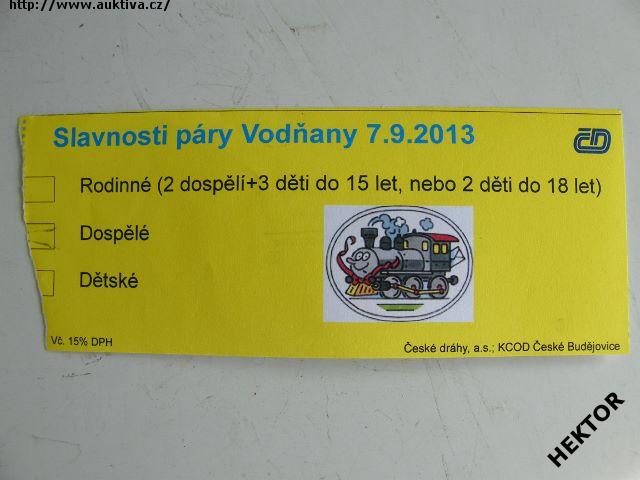 http://www.auktiva.cz/
Slavnosti páry Vodňany 7.9.2013
ČD
Rodinné (2 dospělí+3 děti do 15 let, nebo 2 děti do 18 let)
Dospělé
Dětské
Vč. 15% DPH
České dráhy, a.s.; KCOD České Budějovice
HEKTOR